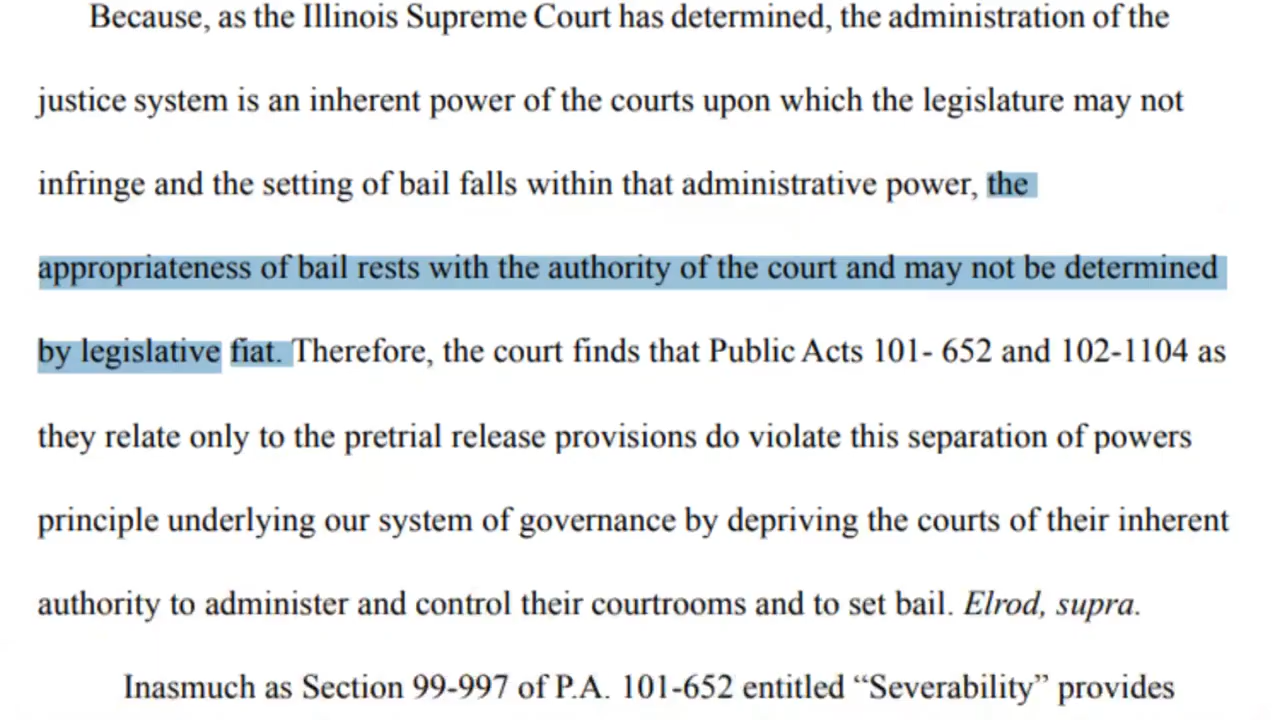 Because, as the Illinois Supreme Court has determined, the administration of the
justice system is an inherent power of the courts upon which the legislature may not
infringe and the setting of bail falls within that administrative power, the
appropriateness of bail rests with the authority of the court and may not be determined
by legislative fiat. Therefore, the court finds that Public Acts 101- 652 and 102-1104 as
they relate only to the pretrial release provisions do violate this separation of powers
principle underlying our system of governance by depriving the courts of their inherent
authority to administer and control their courtrooms and to set bail. Elrod, supra.
Inasmuch as Section 99-997 of P.A. 101-652 entitled “Severability” provides